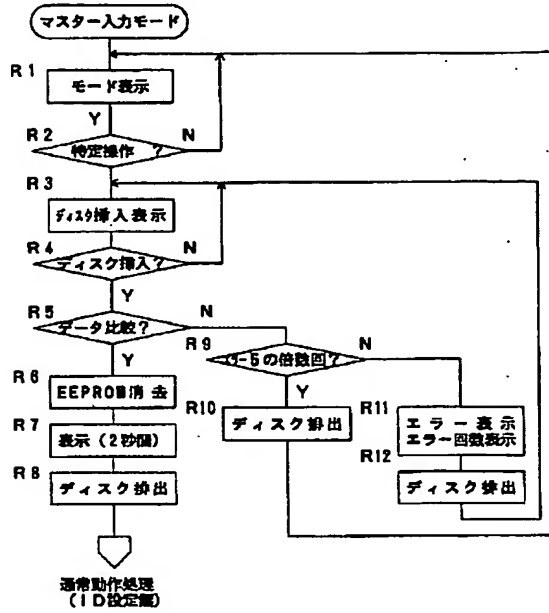 マスター入力モード
R1
モード表示
Y
R2
特定操作 ?
N
R3
ディスク挿入表示
R4
ディスク挿入?
N
Y
R5
データ比較?
N
Y
R9
エラー5の倍数回?
N
Y
R6
EEPROM消去
R10
ディスク排出
R11
エラー表示
エラー回数表示
R7
表示(2秒間)
R12
ディスク排出
R8
ディスク排出
通常動作処理
(ID設定無)